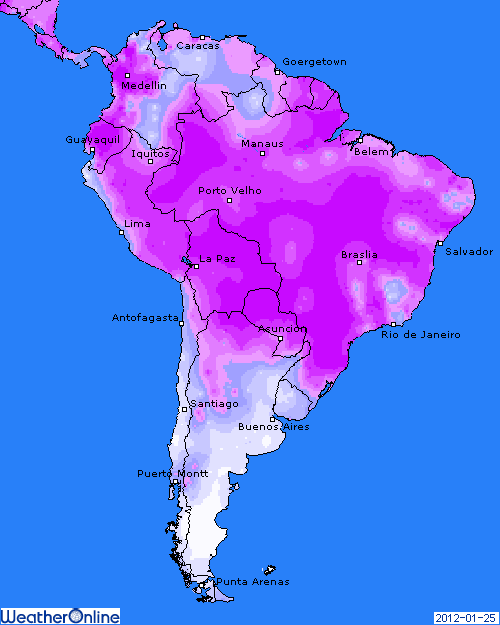 Caracas
Goergetown
Medellin
Guayaquil
Manaus
Belem
Iquitos
Porto Velho
Lima
Salvador
La Paz
Braslia
Antofagasta
Asuncion
Rio de Janeiro
Santiago
Buenos Aires
Puerto Montt
Punta Arenas
WeatherOnline
2012-01-25